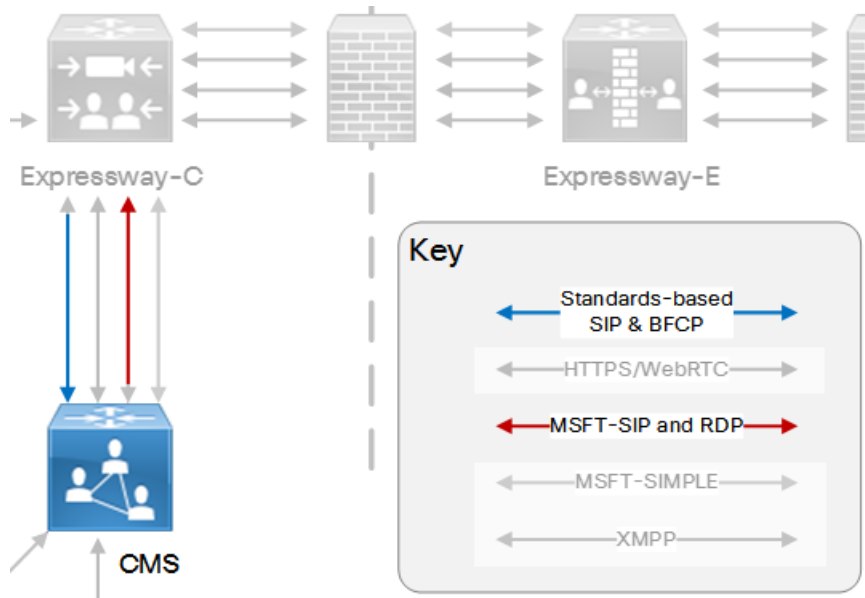 Expressway-C
Expressway-E
Key
Standards-based
SIP & BFCP
HTTPS/WebRTC
MSFT-SIP and RDP
MSFT-SIMPLE
XMPP
CMS